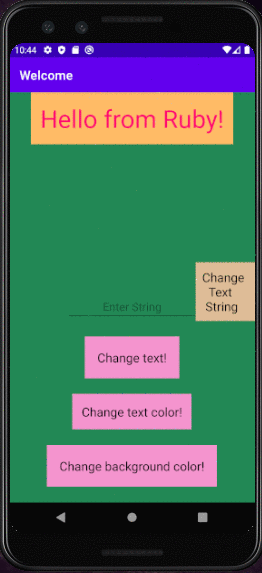 10:44
Welcome
Hello from Ruby!
Change
Text
String
Enter String
Change text!
Change text color!
Change background color!